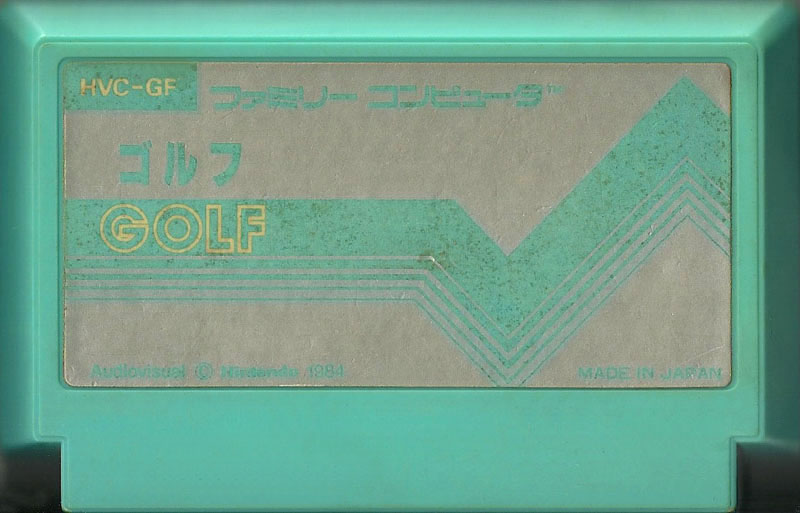 HVC-GF
ファミリー コンピュータ™
ゴルフ
GOLF
Audiovisual © Nintendo 1984
MADE IN JAPAN